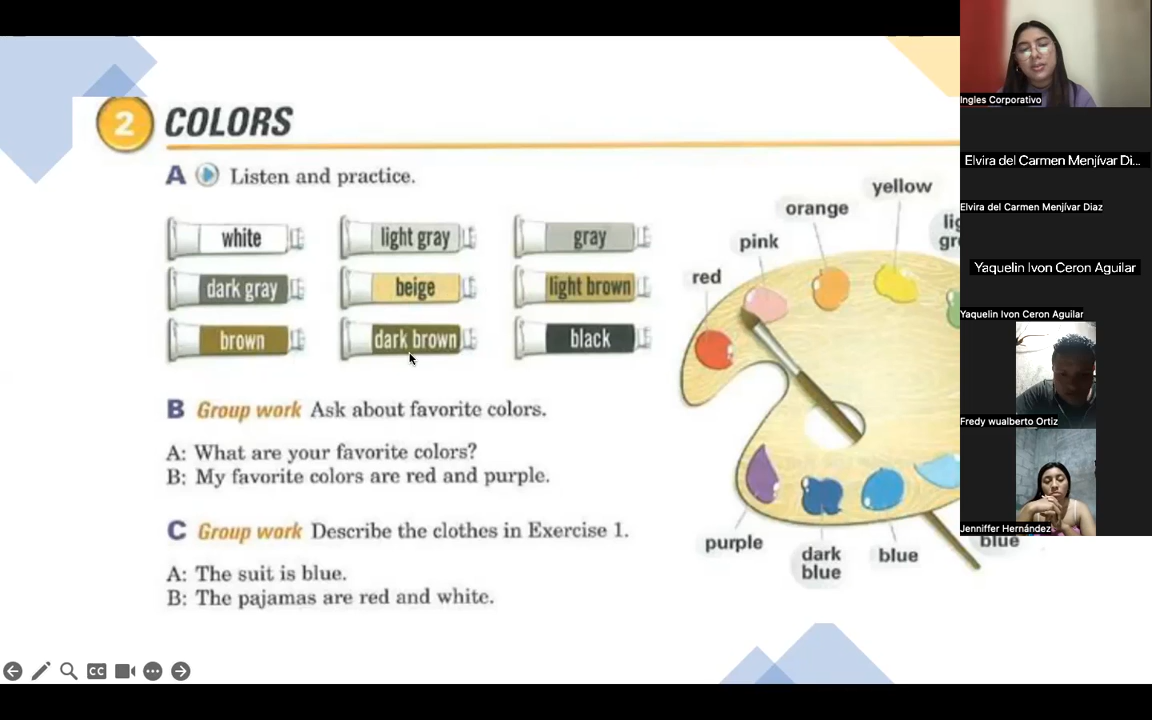 2 COLORS
A Listen and practice.
white
light gray
gray
dark gray
beige
light brown
brown
dark brown
black
red
pink
orange
yellow
purple
dark
blue
blue
blue
B Group work Ask about favorite colors.
A: What are your favorite colors?
B: My favorite colors are red and purple.
C Group work Describe the clothes in Exercise 1.
A: The suit is blue.
B: The pajamas are red and white.
CC
Ingles Corporativo
Elvira del Carmen Menjívar Di...
Elvira del Carmen Menjívar Diaz
Yaquelin Ivon Ceron Aguilar
Yaquelin Ivon Ceron Aguilar
Fredy wualberto Ortiz
Jenniffer Hernández